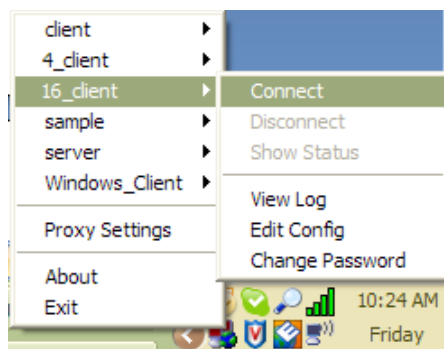 client
4_client
16_client
sample
server
Windows_Client
Proxy Settings
About
Exit
Connect
Disconnect
Show Status
View Log
Edit Config
Change Password
10:24 AM
Friday